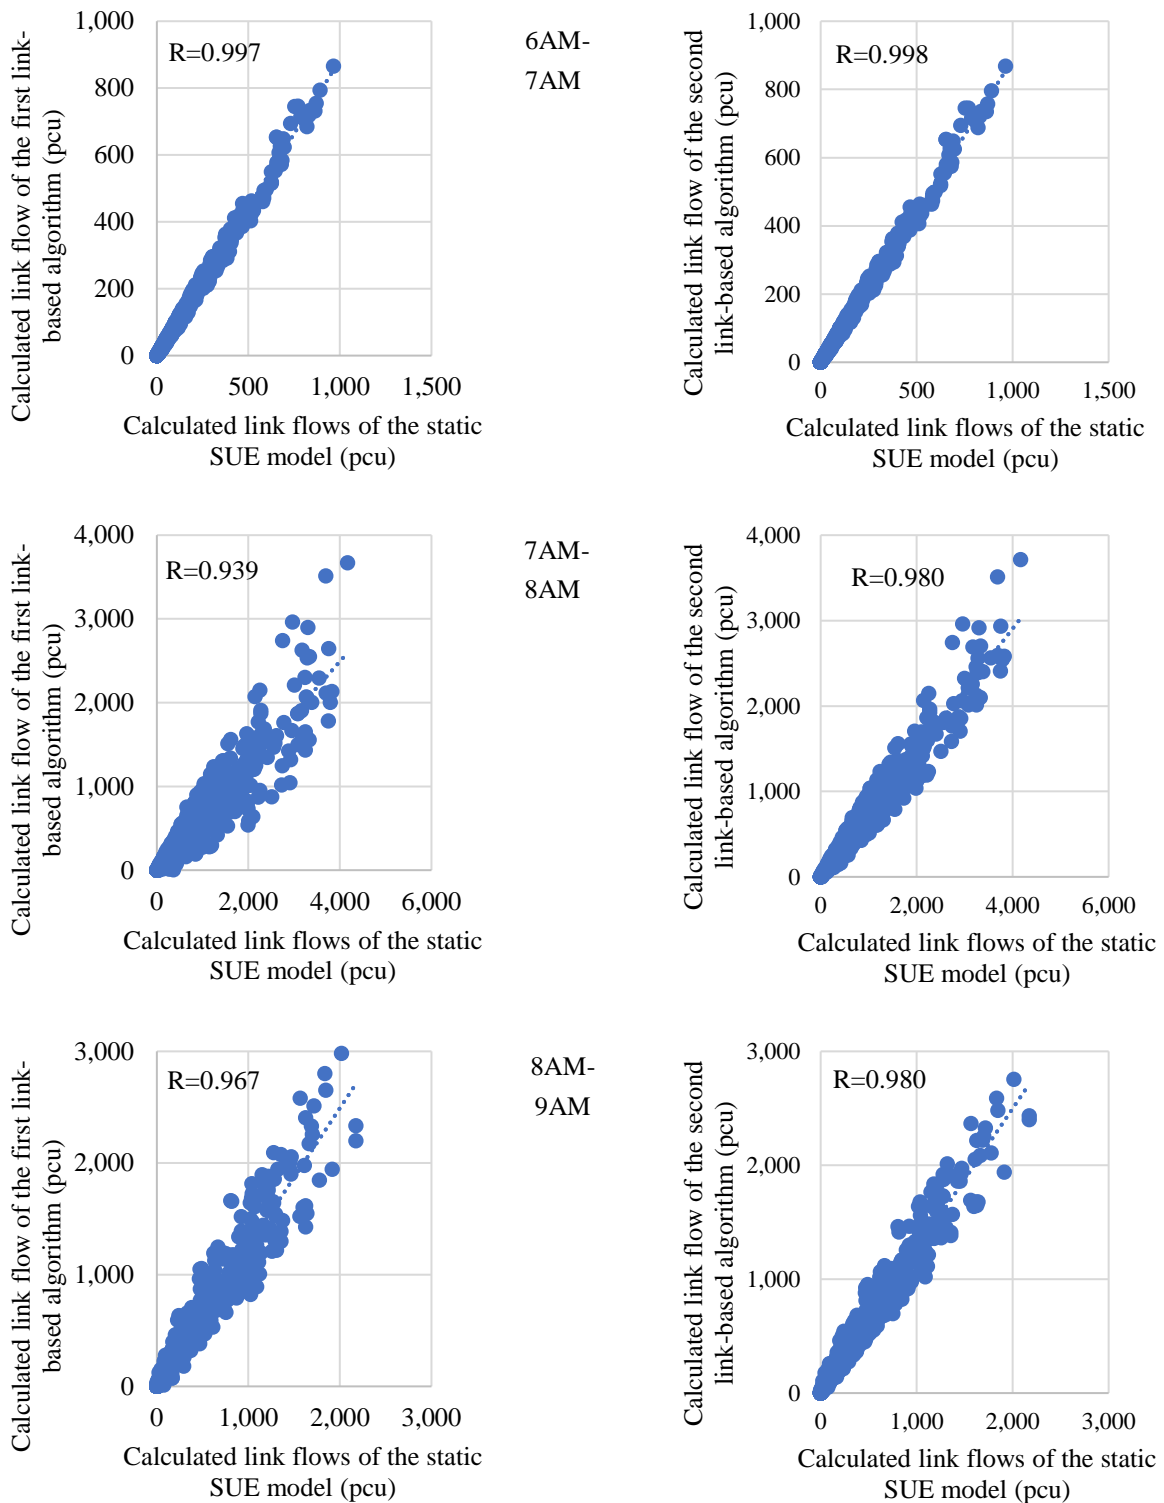 Calculated link flow of the first link-
based algorithm (pcu)
1,000
800
600
400
200
0
R=0.997
0
500
1,000
1,500
Calculated link flows of the static
SUE model (pcu)
6AM-
7AM
Calculated link flow of the second
link-based algorithm (pcu)
1,000
800
600
400
200
0
R=0.998
0
500
1,000
1,500
Calculated link flows of the static
SUE model (pcu)
Calculated link flow of the first link-
based algorithm (pcu)
4,000
3,000
2,000
1,000
0
R=0.939
0
2,000
4,000
6,000
Calculated link flows of the static
SUE model (pcu)
7AM-
8AM
Calculated link flow of the second
link-based algorithm (pcu)
4,000
3,000
2,000
1,000
0
R=0.980
0
2,000
4,000
6,000
Calculated link flows of the static
SUE model (pcu)
Calculated link flow of the first link-
based algorithm (pcu)
3,000
2,000
1,000
0
R=0.967
0
1,000
2,000
3,000
Calculated link flows of the static
SUE model (pcu)
8AM-
9AM
Calculated link flow of the second
link-based algorithm (pcu)
3,000
2,000
1,000
0
R=0.980
0
1,000
2,000
3,000
Calculated link flows of the static
SUE model (pcu)